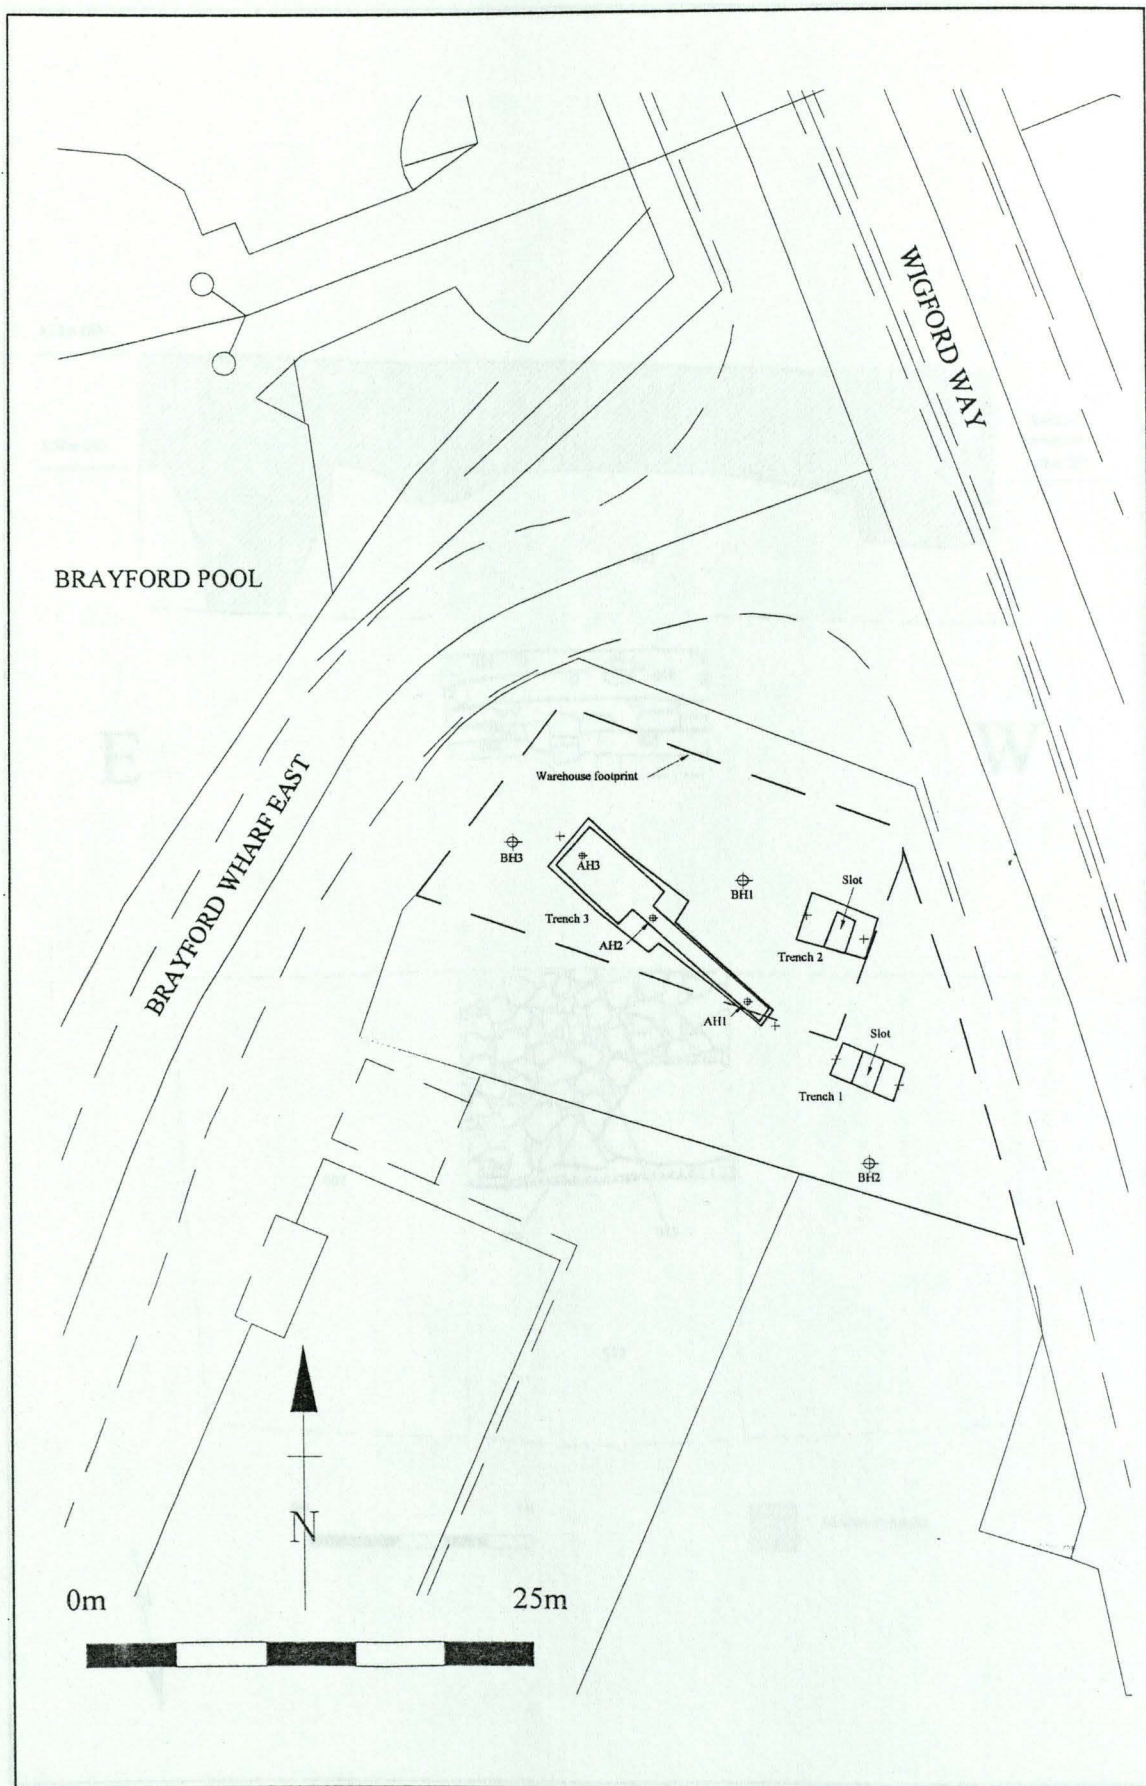 WIGFORD WAY
BRAYFORD POOL
BRAYFORD WHARF EAST
Warehouse footprint
BH3
AH3
BH1
Slot
Trench 3
AH2
Trench 2
AH1
Slot
Trench 1
BH2
N
0m
25m